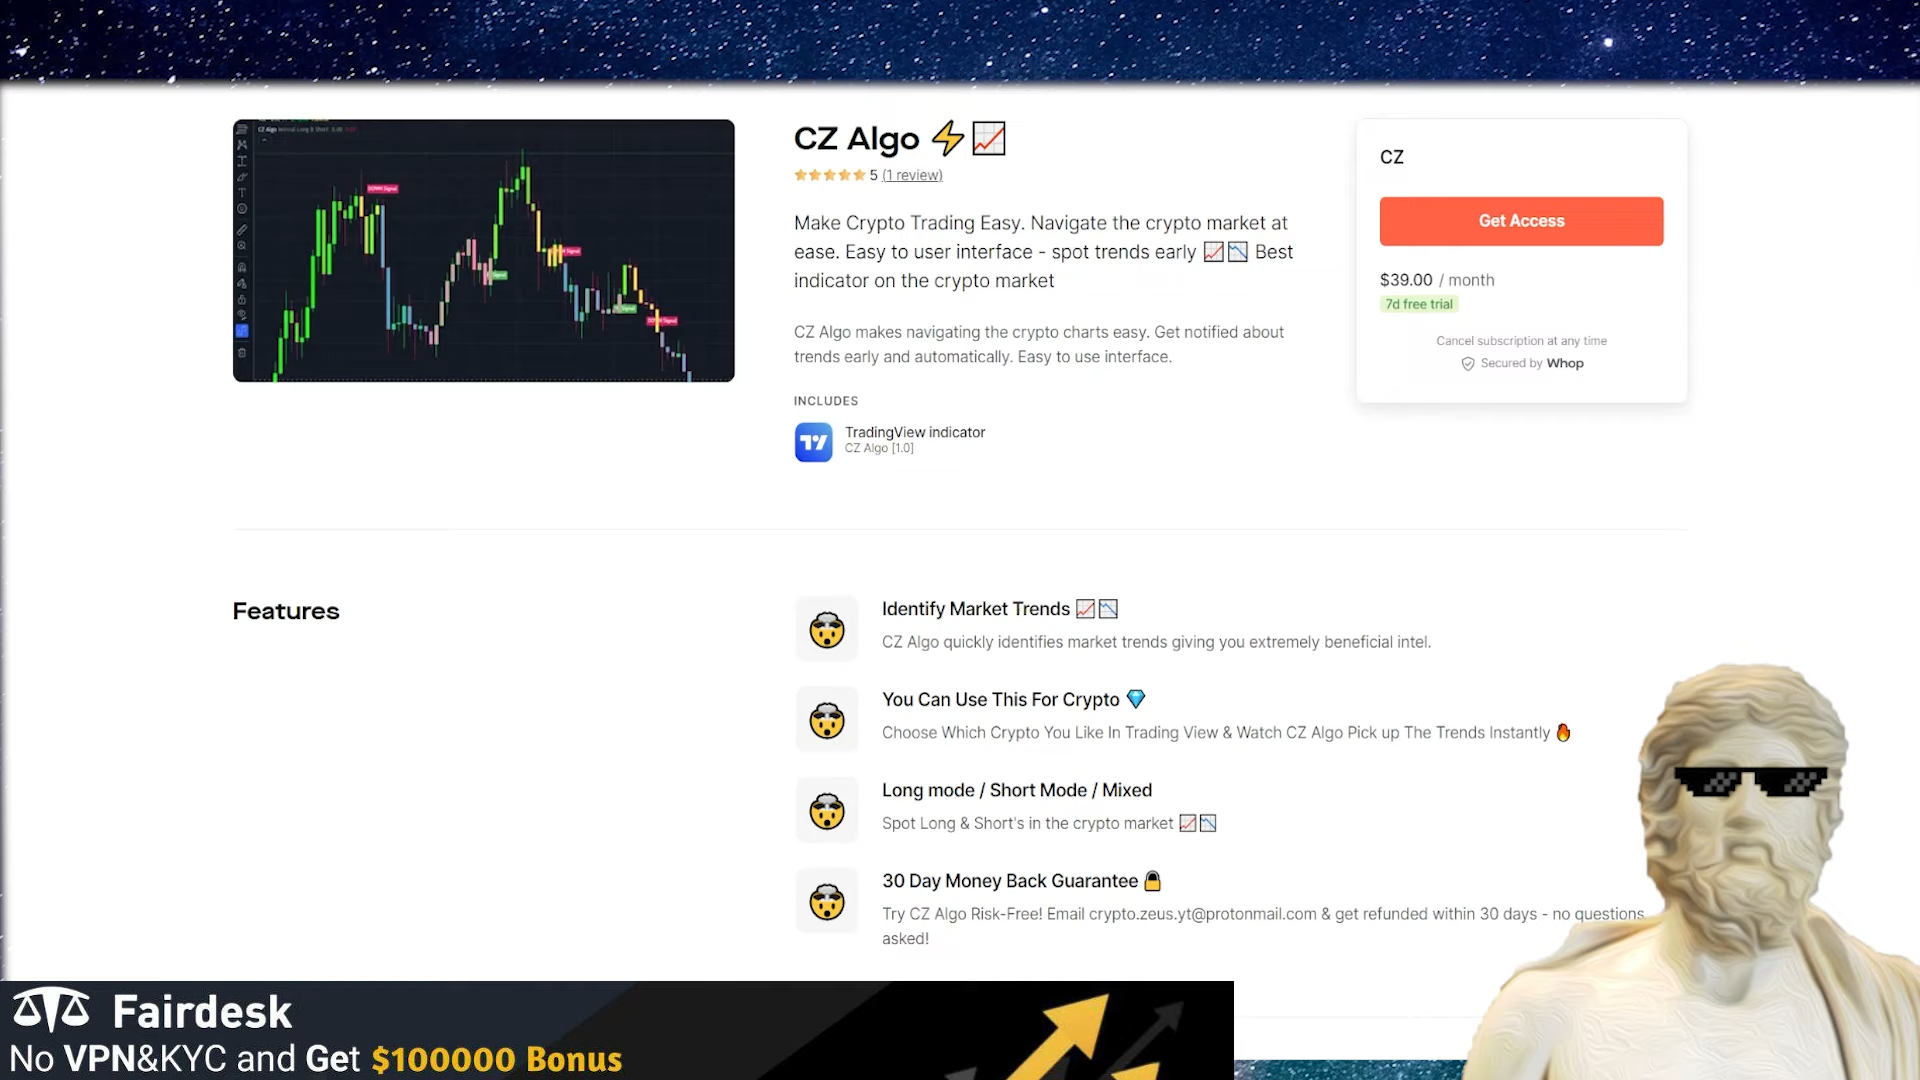 CZ Algo ⚡📈
5 (1 review)
Make Crypto Trading Easy. Navigate the crypto market at
ease. Easy to user interface - spot trends early 📈📉 Best
indicator on the crypto market
CZ Algo makes navigating the crypto charts easy. Get notified about
trends early and automatically. Easy to use interface.
INCLUDES
TradingView indicator
CZ Algo [1.0]
CZ
Get Access
$39.00 / month
7d free trial
Cancel subscription at any time
Secured by Whop
DOWN Signal
Features
Identify Market Trends 📈📉
CZ Algo quickly identifies market trends giving you extremely beneficial intel.
You Can Use This For Crypto 💎
Choose Which Crypto You Like In Trading View & Watch CZ Algo Pick up The Trends Instantly 🔥
Long mode / Short Mode / Mixed
Spot Long & Short's in the crypto market 📈📉
30 Day Money Back Guarantee 🔒
Try CZ Algo Risk-Free! Email crypto.zeus.yt@protonmail.com & get refunded within 30 days - no questions
asked!
Fairdesk
No VPN&KYC and Get $100000 Bonus